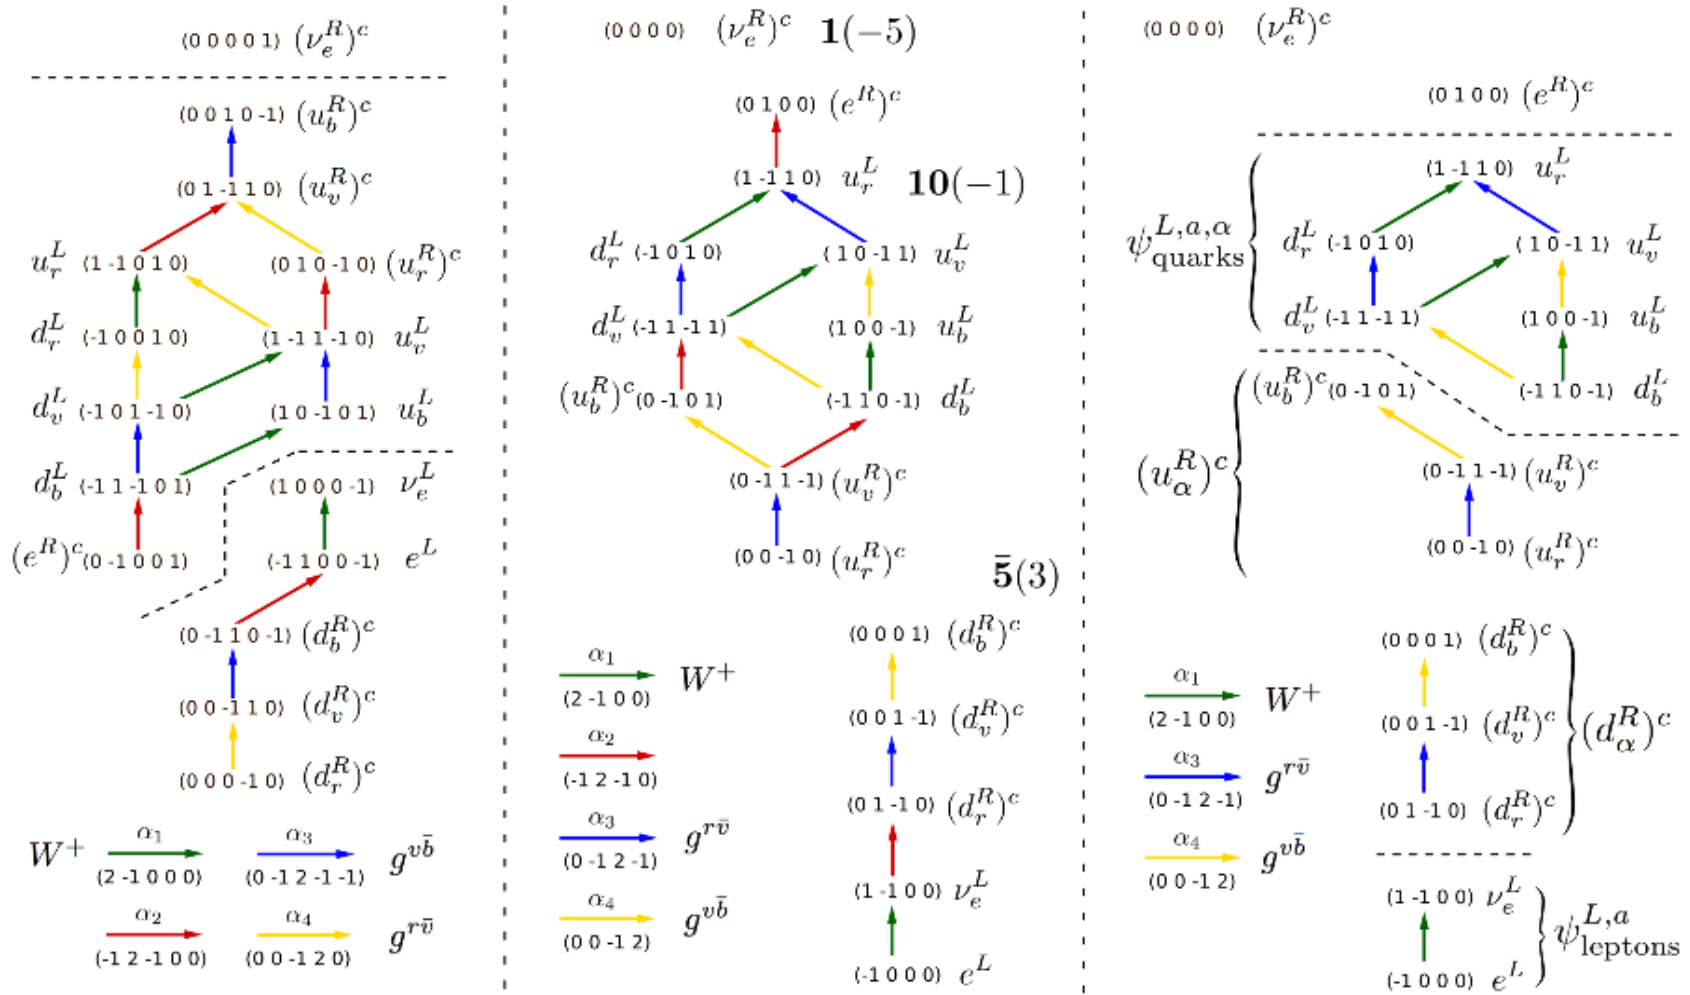 (0 0 0 0 1) (ν_e^R)^c
(0 0 1 0 -1) (u_b^R)^c
(0 1 -1 1 0) (u_v^R)^c
u_r^L (1 -1 0 1 0) (0 1 0 -1 0) (u_r^R)^c
d_r^L (-1 0 0 1 0) (1 -1 1 -1 0) u_v^L
d_v^L (-1 0 1 -1 0) (1 0 -1 0 1) u_b^L
d_b^L (-1 1 -1 0 1) (1 0 0 0 -1) ν_e^L
(e^R)^c (0 -1 0 0 1) (-1 1 0 0 -1) e^L
(0 -1 1 0 -1) (d_b^R)^c
(0 0 -1 1 0) (d_v^R)^c
(0 0 0 -1 0) (d_r^R)^c
W^+ α_1 α_3 g^{v b̄}
(2 -1 0 0 0) (0 -1 2 -1 -1)
α_2 α_4 g^{r v̄}
(-1 2 -1 0 0) (0 0 -1 2 0)
(0 0 0 0) (ν_e^R)^c 1(−5)
(0 1 0 0) (e^R)^c
(1 -1 1 0) u_r^L 10(−1)
d_r^L (-1 0 1 0) (1 0 -1 1) u_v^L
d_v^L (-1 1 -1 1) (1 0 0 -1) u_b^L
(u_b^R)^c (0 -1 0 1) (-1 1 0 -1) d_b^L
(0 -1 1 -1) (u_v^R)^c
(0 0 -1 0) (u_r^R)^c
5̄(3)
(0 0 0 1) (d_b^R)^c
(0 0 1 -1) (d_v^R)^c
(0 1 -1 0) (d_r^R)^c
(1 -1 0 0) ν_e^L
(-1 0 0 0) e^L
α_1 W^+
(2 -1 0 0)
α_2
(-1 2 -1 0)
α_3 g^{r v̄}
(0 -1 2 -1)
α_4 g^{v b̄}
(0 0 -1 2)
(0 0 0 0) (ν_e^R)^c
(0 1 0 0) (e^R)^c
ψ_quarks^{L,a,α}
(1 -1 1 0) u_r^L
d_r^L (-1 0 1 0) (1 0 -1 1) u_v^L
d_v^L (-1 1 -1 1) (1 0 0 -1) u_b^L
(u_b^R)^c (0 -1 0 1) (-1 1 0 -1) d_b^L
(u_α^R)^c
(0 -1 1 -1) (u_v^R)^c
(0 0 -1 0) (u_r^R)^c
(0 0 0 1) (d_b^R)^c
(0 0 1 -1) (d_v^R)^c (d_α^R)^c
(0 1 -1 0) (d_r^R)^c
(1 -1 0 0) ν_e^L
ψ_leptons^{L,a}
(-1 0 0 0) e^L
α_1 W^+
(2 -1 0 0)
α_3 g^{r v̄}
(0 -1 2 -1)
α_4 g^{v b̄}
(0 0 -1 2)